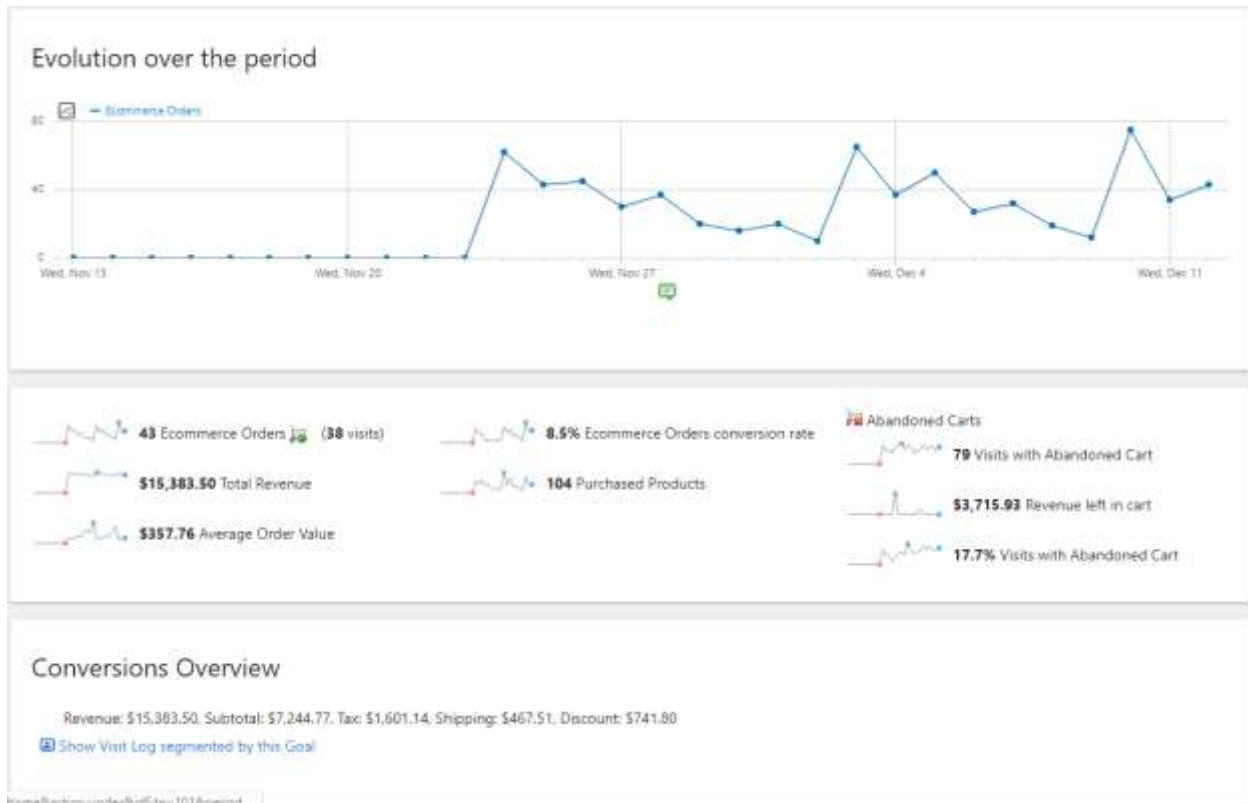 Evolution over the period
Ecommerce Orders
80
40
0
Wed, Nov 13 Wed, Nov 20 Wed, Nov 27 Wed, Dec 4 Wed, Dec 11
43 Ecommerce Orders (38 visits)
$15,383.50 Total Revenue
$357.76 Average Order Value
8.5% Ecommerce Orders conversion rate
104 Purchased Products
Abandoned Carts
79 Visits with Abandoned Cart
$3,715.93 Revenue left in cart
17.7% Visits with Abandoned Cart
Conversions Overview
Revenue: $15,383.50, Subtotal: $7,244.77, Tax: $1,601.14, Shipping: $467.51, Discount: $741.80
Show Visit Log segmented by this Goal